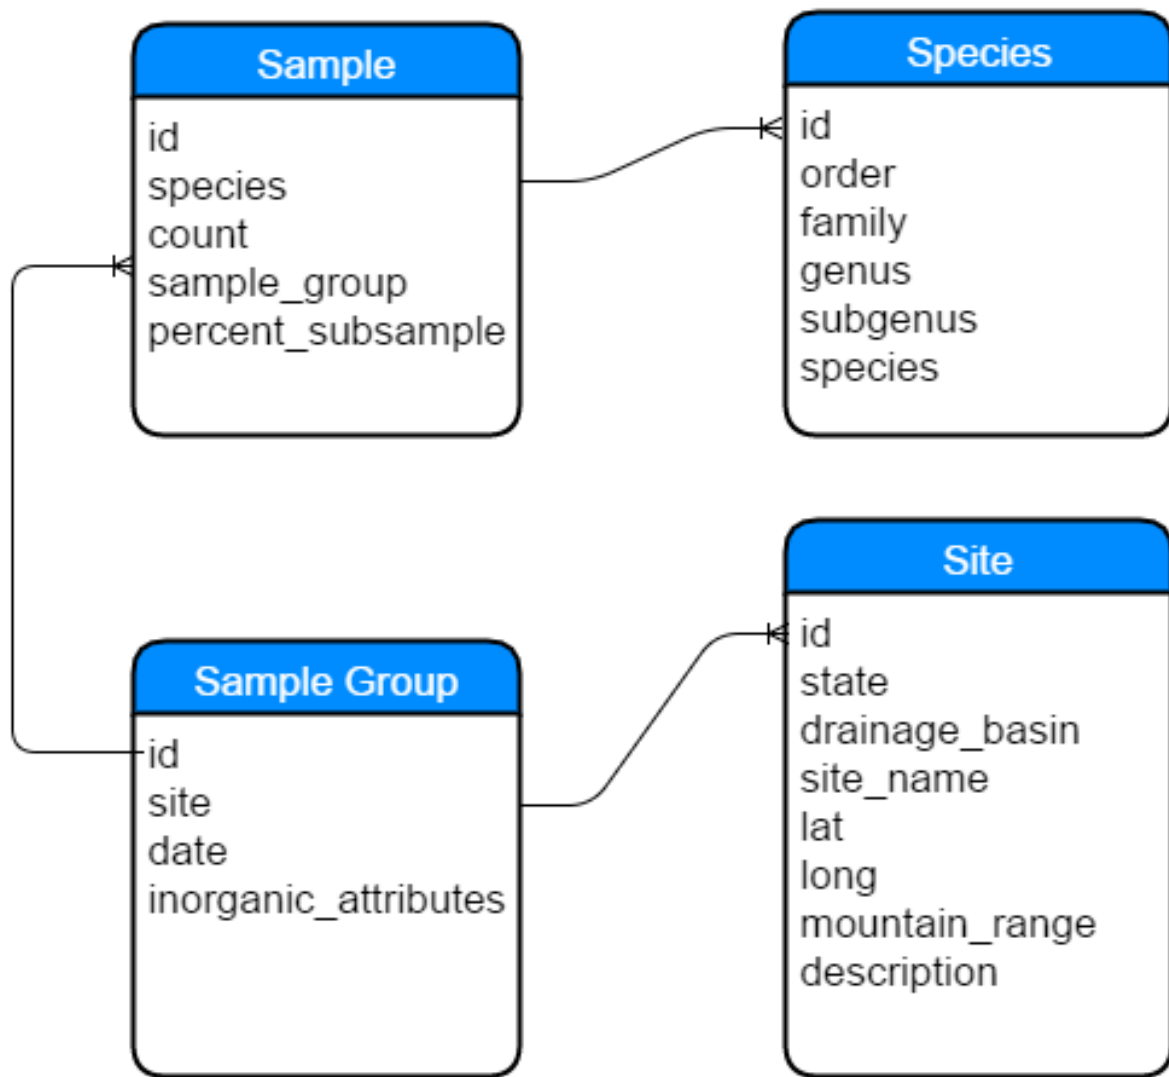 Sample
id
species
count
sample_group
percent_subsample
Species
id
order
family
genus
subgenus
species
Sample Group
id
site
date
inorganic_attributes
Site
id
state
drainage_basin
site_name
lat
long
mountain_range
description